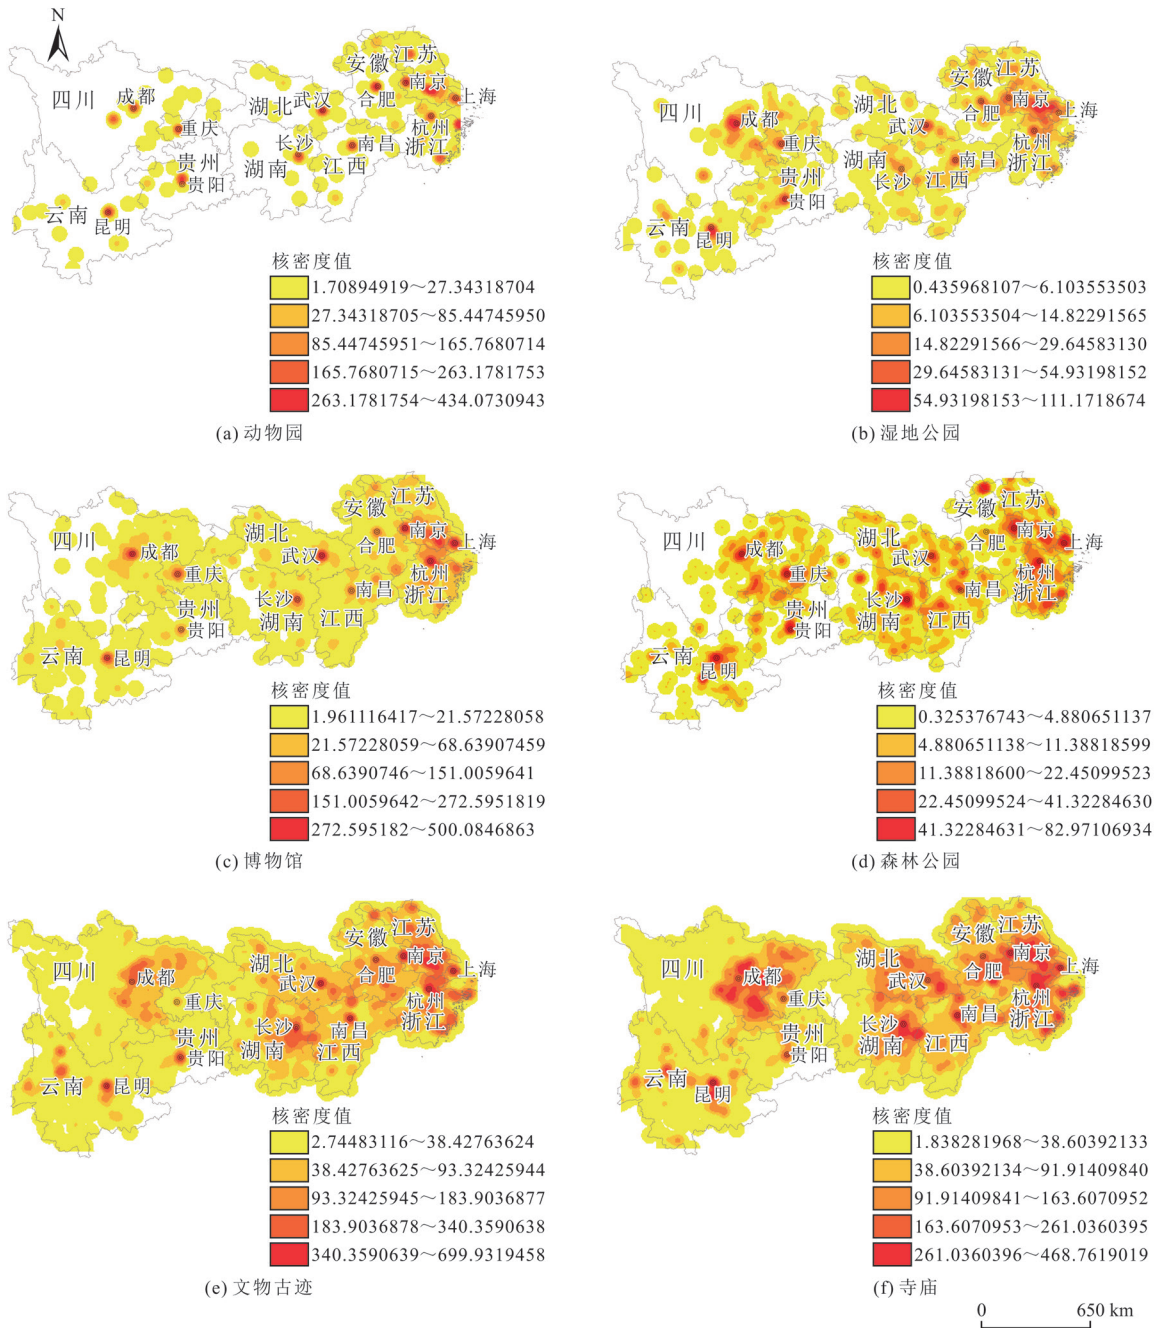 N
四川
成都
重庆
贵州
贵阳
云南
昆明
湖北
武汉
长沙
湖南
江西
南昌
安徽
江苏
南京
合肥
上海
杭州
浙江
核密度值
1.70894919～27.34318704
27.34318705～85.44745950
85.44745951～165.7680714
165.7680715～263.1781753
263.1781754～434.0730943
(a) 动物园
四川
成都
重庆
贵州
贵阳
云南
昆明
湖北
武汉
湖南
长沙
江西
南昌
安徽
江苏
南京
合肥
上海
杭州
浙江
核密度值
0.435968107～6.103553503
6.103553504～14.82291565
14.82291566～29.64583130
29.64583131～54.93198152
54.93198153～111.1718674
(b) 湿地公园
四川
成都
重庆
贵州
贵阳
云南
昆明
湖北
武汉
长沙
湖南
江西
南昌
安徽
江苏
南京
合肥
上海
杭州
浙江
核密度值
1.961116417～21.57228058
21.57228059～68.63907459
68.6390746～151.0059641
151.0059642～272.5951819
272.595182～500.0846863
(c) 博物馆
四川
成都
重庆
贵州
贵阳
云南
昆明
湖北
武汉
长沙
湖南
江西
南昌
安徽
江苏
南京
合肥
上海
杭州
浙江
核密度值
0.325376743～4.880651137
4.880651138～11.38818599
11.38818600～22.45099523
22.45099524～41.32284630
41.32284631～82.97106934
(d) 森林公园
四川
成都
重庆
贵州
贵阳
云南
昆明
湖北
武汉
长沙
湖南
江西
南昌
安徽
江苏
南京
合肥
上海
杭州
浙江
核密度值
2.74483116～38.42763624
38.42763625～93.32425944
93.32425945～183.9036877
183.9036878～340.3590638
340.3590639～699.9319458
(e) 文物古迹
四川
成都
重庆
贵州
贵阳
云南
昆明
湖北
武汉
长沙
湖南
江西
南昌
安徽
江苏
南京
合肥
上海
杭州
浙江
核密度值
1.838281968～38.60392133
38.60392134～91.91409840
91.91409841～163.6070952
163.6070953～261.0360395
261.0360396～468.7619019
(f) 寺庙
0 650 km